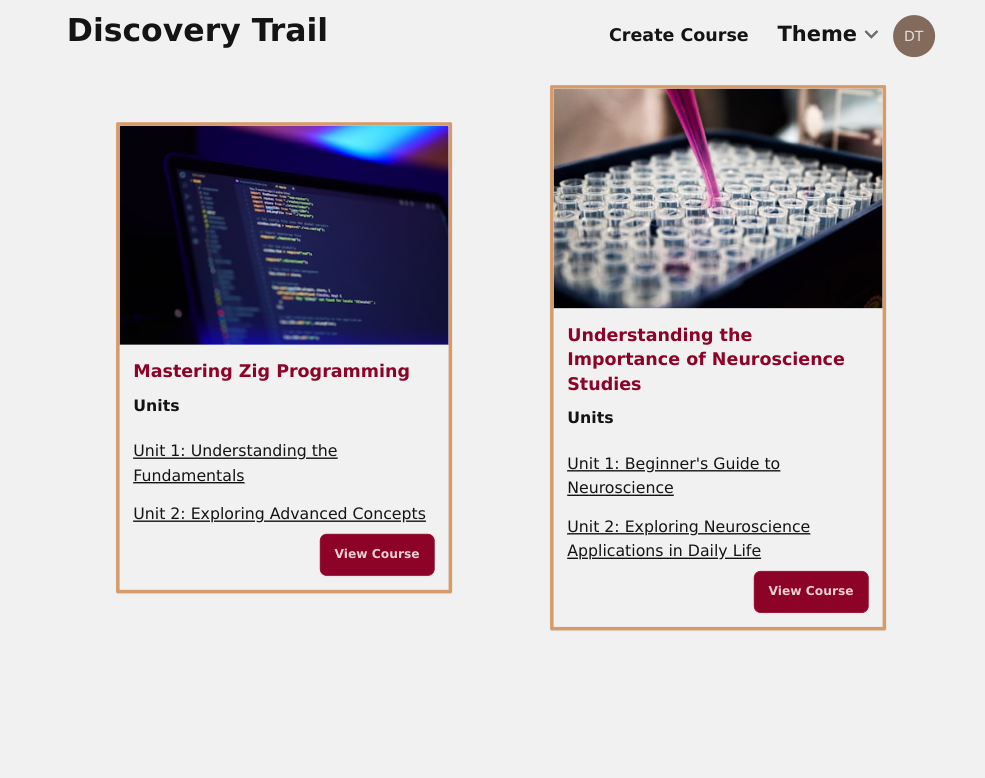 Discovery Trail
Create Course
Theme
DT
Mastering Zig Programming
Units
Unit 1: Understanding the
Fundamentals
Unit 2: Exploring Advanced Concepts
View Course
Understanding the
Importance of Neuroscience
Studies
Units
Unit 1: Beginner's Guide to
Neuroscience
Unit 2: Exploring Neuroscience
Applications in Daily Life
View Course